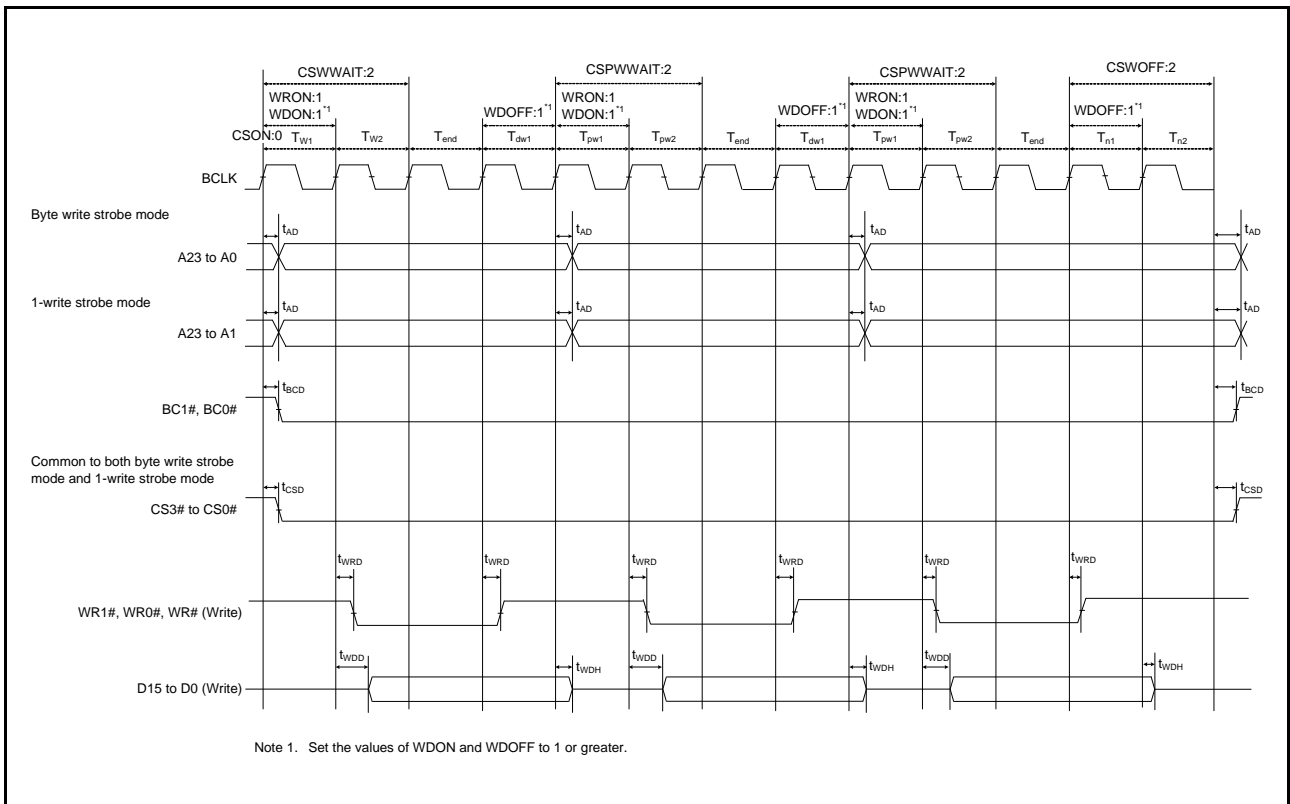 CSWWAIT:2
CSPWWAIT:2
CSPWWAIT:2
CSWOFF:2
WRON:1
WDON:1*1
WDOFF:1*1
WRON:1
WDON:1*1
WDOFF:1*1
WRON:1
WDON:1*1
WDOFF:1*1
CSON:0
TW1 TW2 Tend Tdw1 Tpw1 Tpw2 Tend Tdw1 Tpw1 Tpw2 Tend Tn1 Tn2
BCLK
Byte write strobe mode
tAD tAD tAD tAD
A23 to A0
1-write strobe mode
tAD tAD tAD tAD
A23 to A1
tBCD tBCD
BC1#, BC0#
Common to both byte write strobe
mode and 1-write strobe mode
tCSD tCSD
CS3# to CS0#
tWRD tWRD tWRD tWRD tWRD tWRD
WR1#, WR0#, WR# (Write)
tWDD tWDH tWDD tWDH tWDD tWDH
D15 to D0 (Write)
Note 1. Set the values of WDON and WDOFF to 1 or greater.